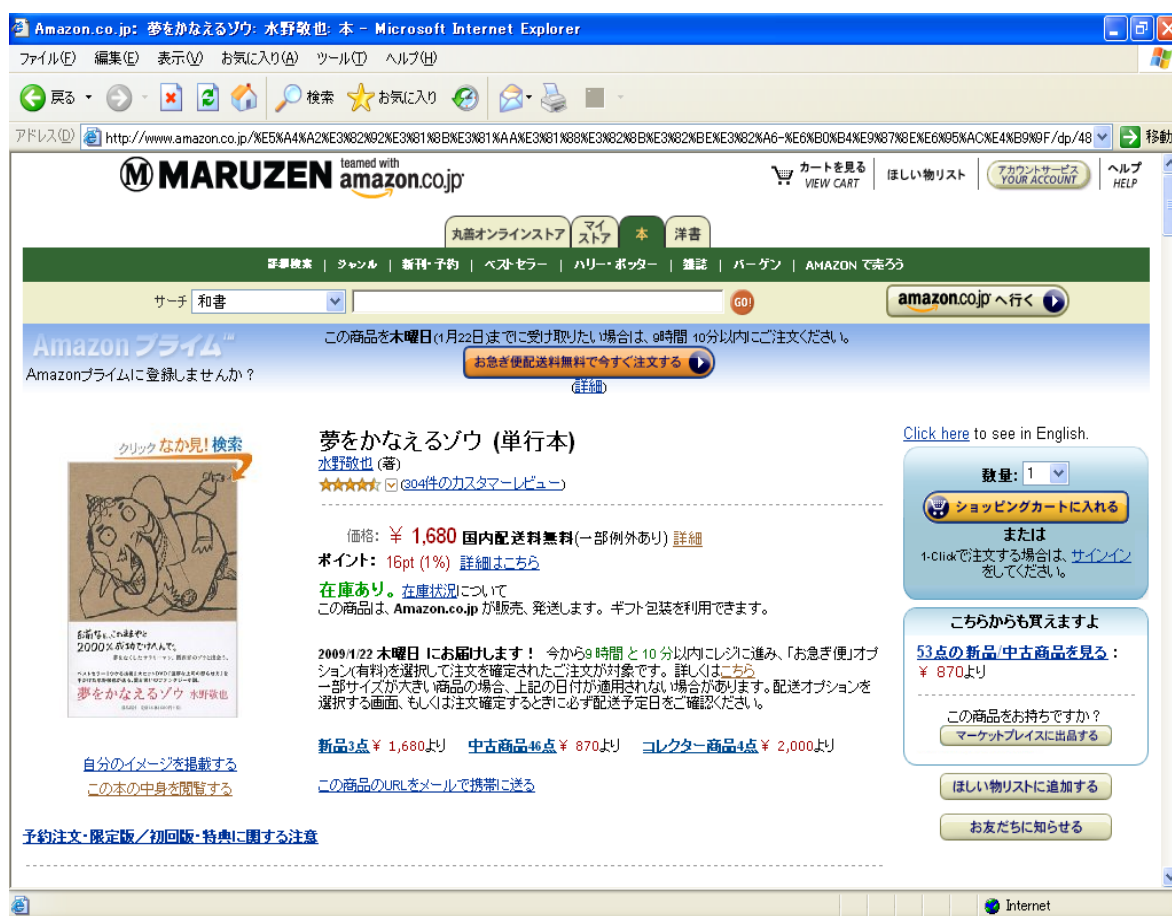 Amazon.co.jp: 夢をかなえるゾウ: 水野敬也: 本 - Microsoft Internet Explorer
ファイル(F) 編集(E) 表示(V) お気に入り(A) ツール(T) ヘルプ(H)
戻る 検索 お気に入り
アドレス(D) http://www.amazon.co.jp/%E5%A4%A2%E3%82%92%E3%81%8B%E3%81%AA%E3%81%88%E3%82%8B%E3%82%BE%E3%82%A6-%E6%B0%B4%E9%87%8E%E6%95%AC%E4%B9%9F/dp/48 移動
MARUZEN teamed with amazon.co.jp
カートを見る VIEW CART ほしい物リスト アカウントサービス YOUR ACCOUNT ヘルプ HELP
丸善オンラインストア マイストア 本 洋書
詳細検索 | ジャンル | 新刊・予約 | ベストセラー | ハリー・ポッター | 雑誌 | バーゲン | AMAZON で売ろう
サーチ 和書 GO! amazon.co.jp へ行く
Amazon プライム™
この商品を木曜日(1月22日)までに受け取りたい場合は、9時間 10分以内にご注文ください。
お急ぎ便配送料無料で今すぐ注文する
Amazonプライムに登録しませんか?
(詳細)
クリック なか見!検索
夢をかなえるゾウ (単行本)
水野敬也 (著)
(304件のカスタマーレビュー)
価格: ¥ 1,680 国内配送料無料(一部例外あり) 詳細
ポイント: 16pt (1%) 詳細はこちら
在庫あり。 在庫状況について
この商品は、Amazon.co.jp が販売、発送します。 ギフト包装を利用できます。
2009/1/22 木曜日 にお届けします! 今から9 時間 と 10 分以内にレジに進み、「お急ぎ便」オプ
ション(有料)を選択して注文を確定されたご注文が対象です。詳しくはこちら
一部サイズが大きい商品の場合、上記の日付が適用されない場合があります。配送オプションを
選択する画面、もしくは注文確定するときに必ず配送予定日をご確認ください。
新品3点¥ 1,680より 中古商品46点¥ 870より コレクター商品4点¥ 2,000より
この商品のURLをメールで携帯に送る
2000%成功でけへんで。
夢をかなえるゾウ 水野敬也
自分のイメージを掲載する
この本の中身を閲覧する
予約注文・限定版/初回版・特典に関する注意
Click here to see in English.
数量: 1
ショッピングカートに入れる
または
1-Clickで注文する場合は、サインイン
をしてください。
こちらからも買えますよ
53点の新品/中古商品を見る:
¥ 870より
この商品をお持ちですか?
マーケットプレイスに出品する
ほしい物リストに追加する
お友だちに知らせる
Internet